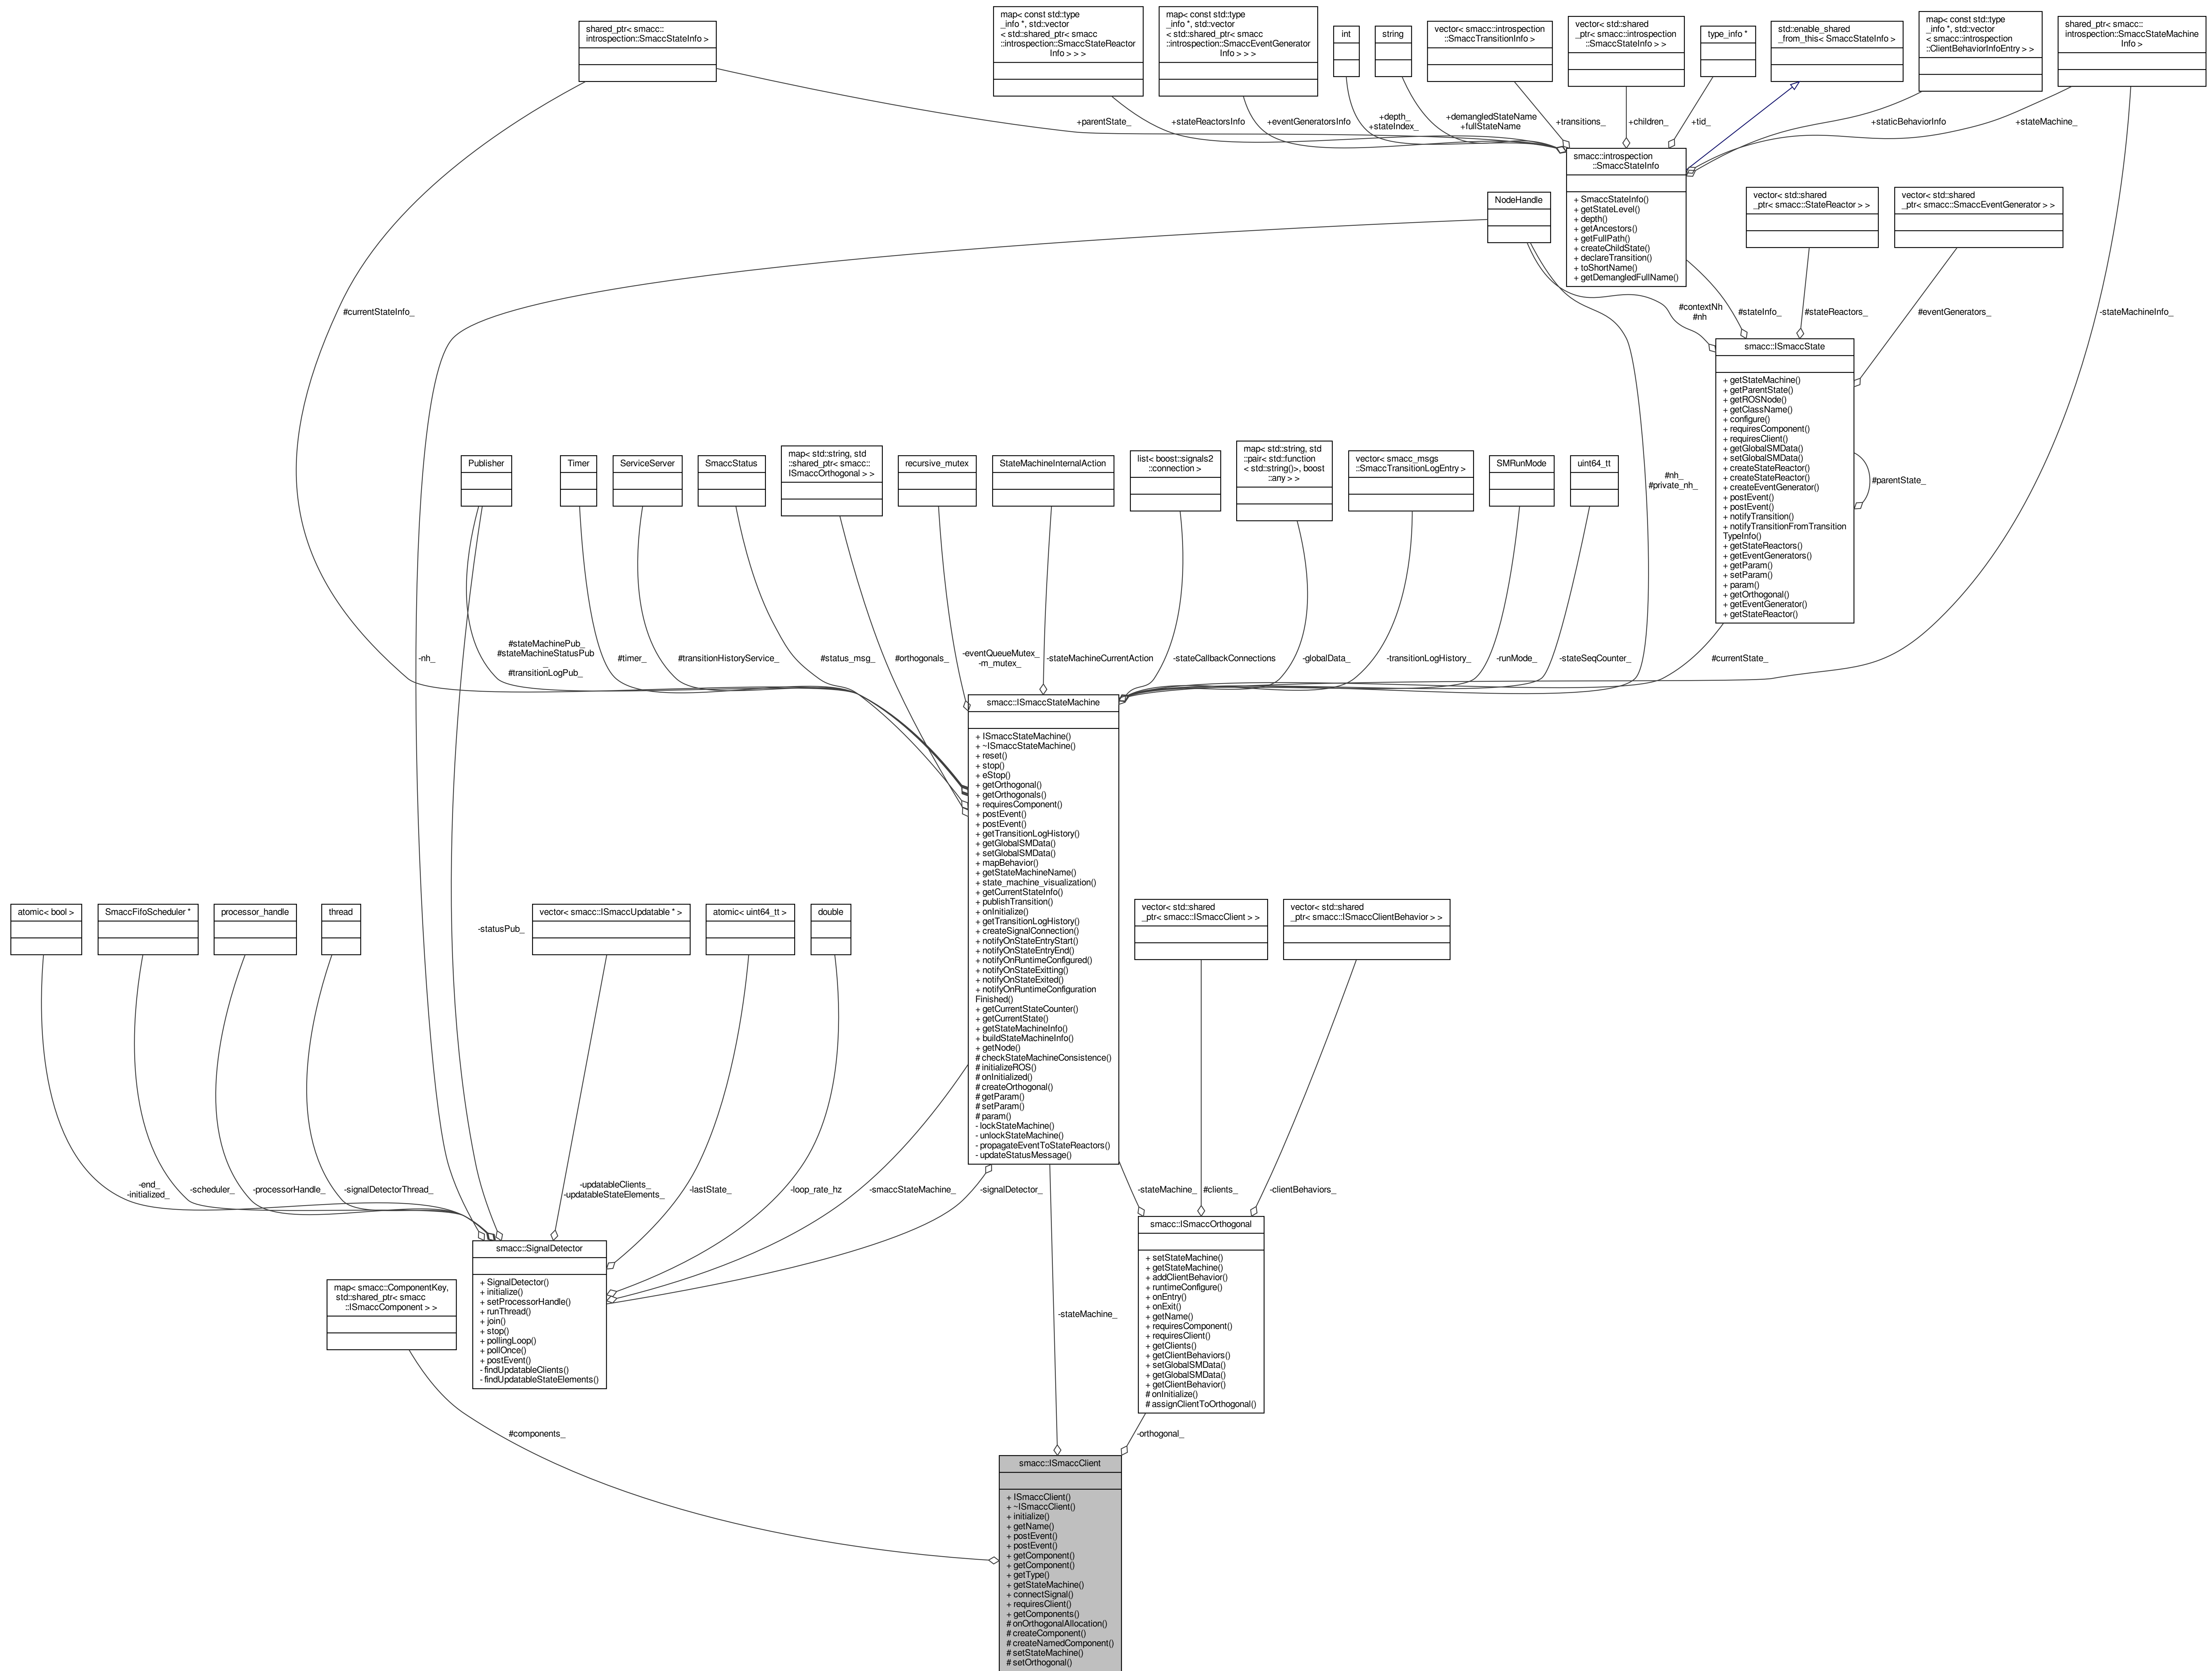 shared_ptr< smacc::
introspection::SmaccStateInfo >
map< const std::type
_info *, std::vector
< std::shared_ptr< smacc
::introspection::SmaccStateReactor
Info > > >
map< const std::type
_info *, std::vector
< std::shared_ptr< smacc
::introspection::SmaccEventGenerator
Info > > >
int
string
vector< smacc::introspection
::SmaccTransitionInfo >
vector< std::shared
_ptr< smacc::introspection
::SmaccStateInfo > >
type_info *
std::enable_shared
_from_this< SmaccStateInfo >
map< const std::type
_info *, std::vector
< smacc::introspection
::ClientBehaviorInfoEntry > >
shared_ptr< smacc::
introspection::SmaccStateMachine
Info >
+parentState_
+stateReactorsInfo
+eventGeneratorsInfo
+depth_
+stateIndex_
+demangledStateName
+fullStateName
+transitions_
+children_
+tid_
+staticBehaviorInfo
+stateMachine_
smacc::introspection
::SmaccStateInfo
+ SmaccStateInfo()
+ getStateLevel()
+ depth()
+ getAncestors()
+ getFullPath()
+ createChildState()
+ declareTransition()
+ toShortName()
+ getDemangledFullName()
NodeHandle
vector< std::shared
_ptr< smacc::StateReactor > >
vector< std::shared
_ptr< smacc::SmaccEventGenerator > >
#currentStateInfo_
#contextNh
#nh
#stateInfo_
#stateReactors_
#eventGenerators_
-stateMachineInfo_
smacc::ISmaccState
+ getStateMachine()
+ getParentState()
+ getROSNode()
+ getClassName()
+ configure()
+ requiresComponent()
+ requiresClient()
+ getGlobalSMData()
+ setGlobalSMData()
+ createStateReactor()
+ createStateReactor()
+ createEventGenerator()
+ postEvent()
+ postEvent()
+ notifyTransition()
+ notifyTransitionFromTransition
TypeInfo()
+ getStateReactors()
+ getEventGenerators()
+ getParam()
+ setParam()
+ param()
+ getOrthogonal()
+ getEventGenerator()
+ getStateReactor()
#parentState_
Publisher
Timer
ServiceServer
SmaccStatus
map< std::string, std
::shared_ptr< smacc::
ISmaccOrthogonal > >
recursive_mutex
StateMachineInternalAction
list< boost::signals2
::connection >
map< std::string, std
::pair< std::function
< std::string()>, boost
::any > >
vector< smacc_msgs
::SmaccTransitionLogEntry >
SMRunMode
uint64_tt
#nh_
#private_nh_
-nh_
#stateMachinePub_
#stateMachineStatusPub
_
#transitionLogPub_
#timer_
#transitionHistoryService_
#status_msg_
#orthogonals_
-eventQueueMutex_
-m_mutex_
-stateMachineCurrentAction
-stateCallbackConnections
-globalData_
-transitionLogHistory_
-runMode_
-stateSeqCounter_
#currentState_
smacc::ISmaccStateMachine
+ ISmaccStateMachine()
+ ~ISmaccStateMachine()
+ reset()
+ stop()
+ eStop()
+ getOrthogonal()
+ getOrthogonals()
+ requiresComponent()
+ postEvent()
+ postEvent()
+ getTransitionLogHistory()
+ getGlobalSMData()
+ setGlobalSMData()
+ mapBehavior()
+ getStateMachineName()
+ state_machine_visualization()
+ getCurrentStateInfo()
+ publishTransition()
+ onInitialize()
+ getTransitionLogHistory()
+ createSignalConnection()
+ notifyOnStateEntryStart()
+ notifyOnStateEntryEnd()
+ notifyOnRuntimeConfigured()
+ notifyOnStateExitting()
+ notifyOnStateExited()
+ notifyOnRuntimeConfiguration
Finished()
+ getCurrentStateCounter()
+ getCurrentState()
+ getStateMachineInfo()
+ buildStateMachineInfo()
+ getNode()
# checkStateMachineConsistence()
# initializeROS()
# onInitialized()
# createOrthogonal()
# getParam()
# setParam()
# param()
- lockStateMachine()
- unlockStateMachine()
- propagateEventToStateReactors()
- updateStatusMessage()
atomic< bool >
SmaccFifoScheduler *
processor_handle
thread
-statusPub_
vector< smacc::ISmaccUpdatable * >
atomic< uint64_tt >
double
vector< std::shared
_ptr< smacc::ISmaccClient > >
vector< std::shared
_ptr< smacc::ISmaccClientBehavior > >
-end_
-initialized_
-scheduler_
-processorHandle_
-signalDetectorThread_
-updatableClients_
-updatableStateElements_
-lastState_
-loop_rate_hz
-smaccStateMachine_
-signalDetector_
-stateMachine_
#clients_
-clientBehaviors_
smacc::SignalDetector
+ SignalDetector()
+ initialize()
+ setProcessorHandle()
+ runThread()
+ join()
+ stop()
+ pollingLoop()
+ pollOnce()
+ postEvent()
- findUpdatableClients()
- findUpdatableStateElements()
smacc::ISmaccOrthogonal
+ setStateMachine()
+ getStateMachine()
+ addClientBehavior()
+ runtimeConfigure()
+ onEntry()
+ onExit()
+ getName()
+ requiresComponent()
+ requiresClient()
+ getClients()
+ getClientBehaviors()
+ setGlobalSMData()
+ getGlobalSMData()
+ getClientBehavior()
# onInitialize()
# assignClientToOrthogonal()
map< smacc::ComponentKey,
std::shared_ptr< smacc
::ISmaccComponent > >
-stateMachine_
#components_
-orthogonal_
smacc::ISmaccClient
+ ISmaccClient()
+ ~ISmaccClient()
+ initialize()
+ getName()
+ postEvent()
+ postEvent()
+ getComponent()
+ getComponent()
+ getType()
+ getStateMachine()
+ connectSignal()
+ requiresClient()
+ getComponents()
# onOrthogonalAllocation()
# createComponent()
# createNamedComponent()
# setStateMachine()
# setOrthogonal()